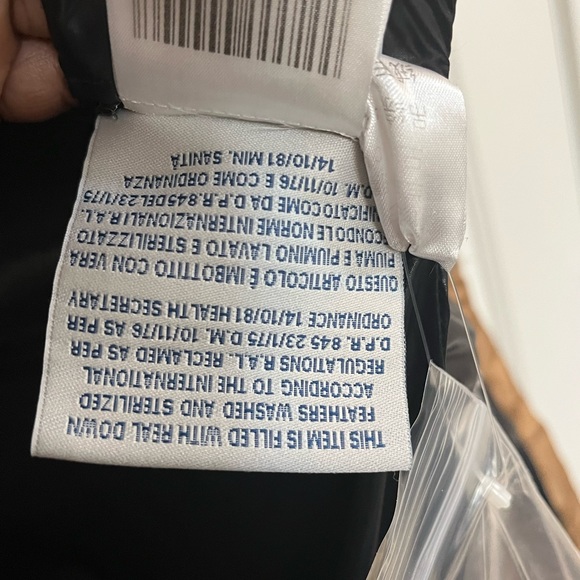 THIS ITEM IS FILLED WITH REAL DOWN
FEATHERS WASHED AND STERILIZED
ACCORDING TO THE INTERNATIONAL
REGULATIONS R.A.L. RECLAMED AS PER
D.P.R. 845 23/1/75 D.M. 10/11/76 AS PER
ORDINANCE 14/10/81 HEALTH SECRETARY
QUESTO ARTICOLO È IMBOTTITO CON VERA
PIUMA E PIUMINO LAVATO E STERILIZZATO
SECONDO LE NORME INTERNAZIONALI R.A.L.
COME DA D.P.R. 845 DEL 23/1/75
D.M. 10/11/76 E COME ORDINANZA
14/10/81 MIN. SANITÀ